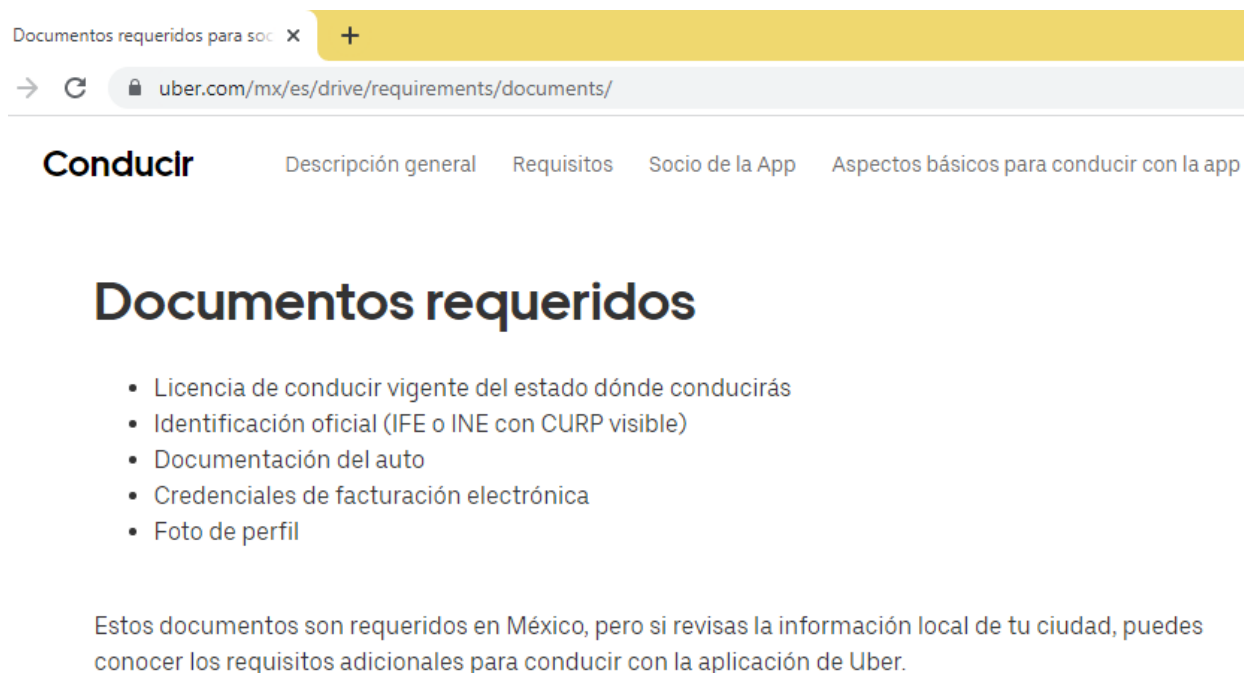 Documentos requeridos para soc
uber.com/mx/es/drive/requirements/documents/
Conducir Descripción general Requisitos Socio de la App Aspectos básicos para conducir con la app
Documentos requeridos
• Licencia de conducir vigente del estado dónde conducirás
• Identificación oficial (IFE o INE con CURP visible)
• Documentación del auto
• Credenciales de facturación electrónica
• Foto de perfil
Estos documentos son requeridos en México, pero si revisas la información local de tu ciudad, puedes
conocer los requisitos adicionales para conducir con la aplicación de Uber.